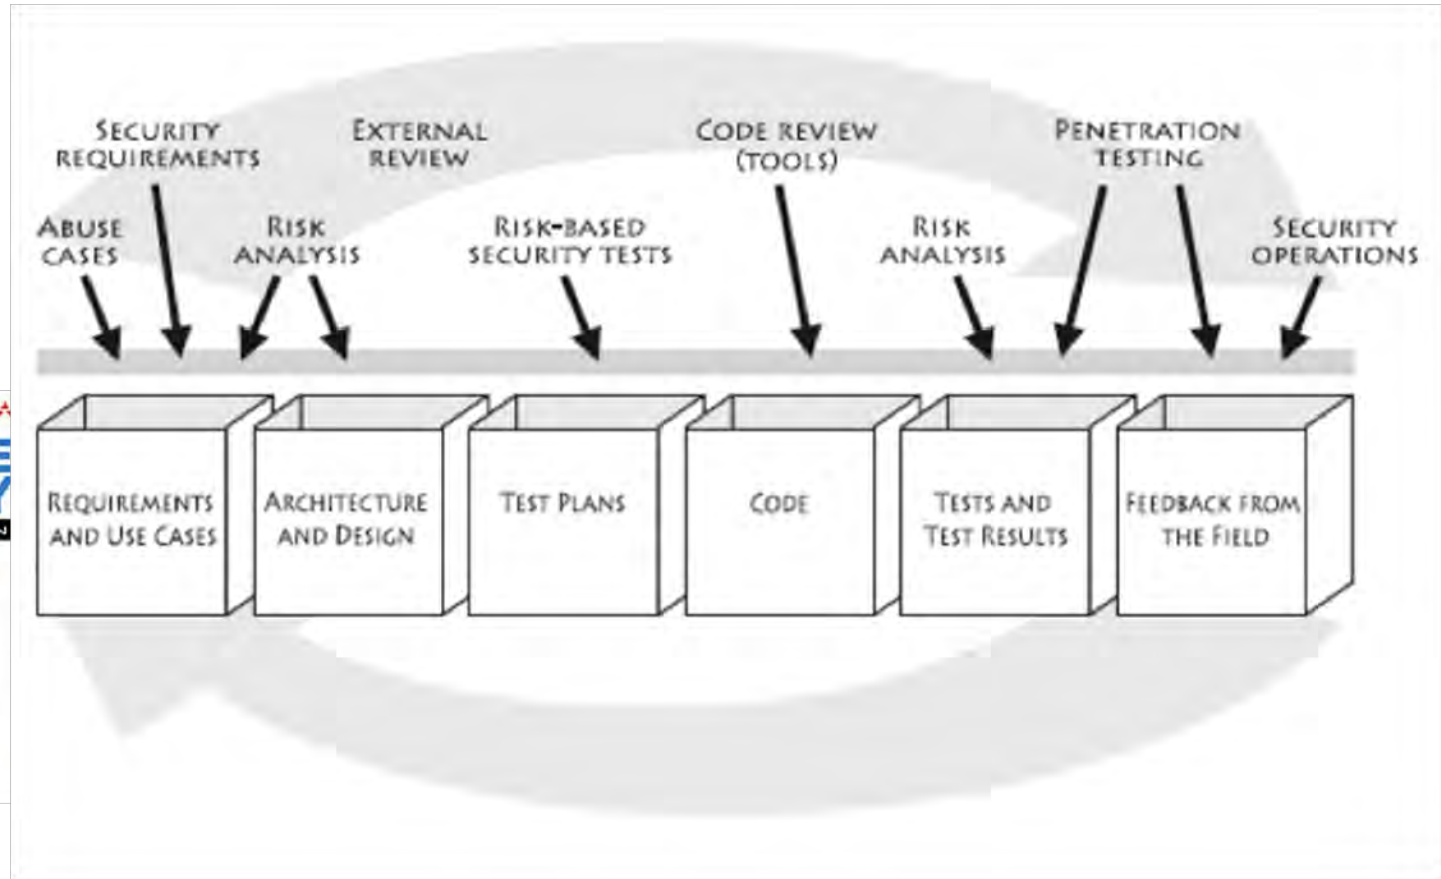 SECURITY
REQUIREMENTS
EXTERNAL
REVIEW
CODE REVIEW
(TOOLS)
PENETRATION
TESTING
ABUSE
CASES
RISK
ANALYSIS
RISK-BASED
SECURITY TESTS
RISK
ANALYSIS
SECURITY
OPERATIONS
REQUIREMENTS
AND USE CASES
ARCHITECTURE
AND DESIGN
TEST PLANS
CODE
TESTS AND
TEST RESULTS
FEEDBACK FROM
THE FIELD